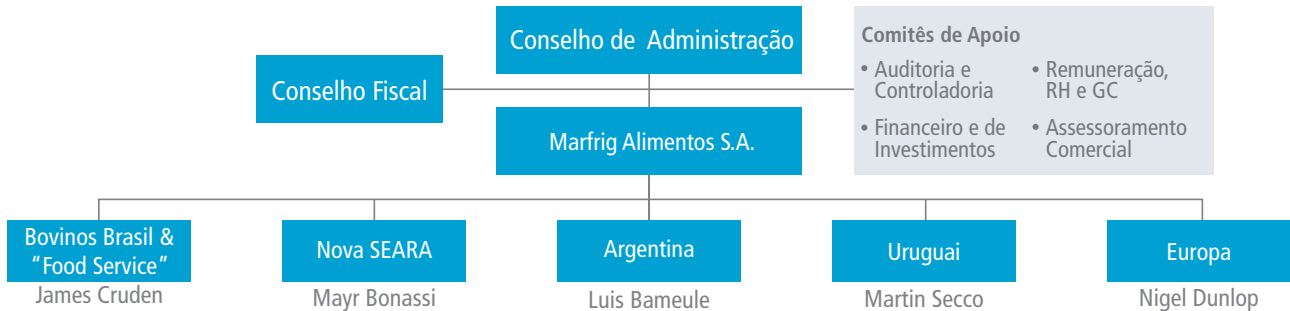 Conselho de Administração
Conselho Fiscal
Comitês de Apoio
• Auditoria e
Controladoria
• Remuneração,
RH e GC
• Financeiro e de
Investimentos
• Assessoramento
Comercial
Marfrig Alimentos S.A.
Bovinos Brasil &
"Food Service"
James Cruden
Nova SEARA
Mayr Bonassi
Argentina
Luis Bameule
Uruguai
Martin Secco
Europa
Nigel Dunlop